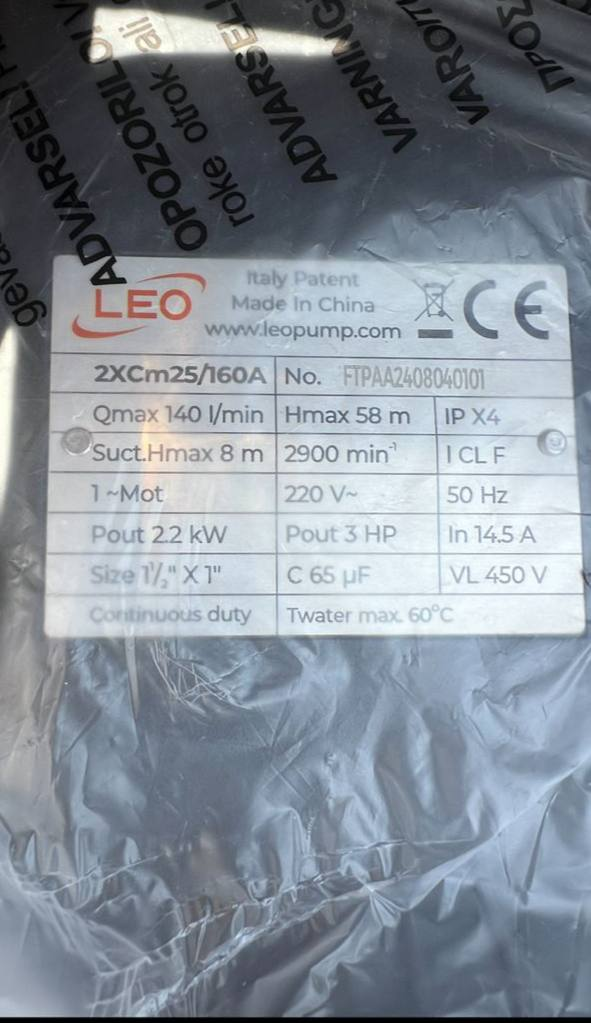 ADVARSEL!
OPOZORILO!
roke otrok ali
ADVARSEL!
VARNING
VAROIT
ΠΡΟΣ
LEO
Italy Patent
Made In China
www.leopump.com
CE
2XCm25/160A No. FTPAA2408040101
Qmax 140 l/min Hmax 58 m IP X4
Suct.Hmax 8 m 2900 min⁻¹ I CL F
1 ~Mot 220 V~ 50 Hz
Pout 2.2 kW Pout 3 HP In 14.5 A
Size 1½" X 1" C 65 µF VL 450 V
Continuous duty Twater max. 60°C